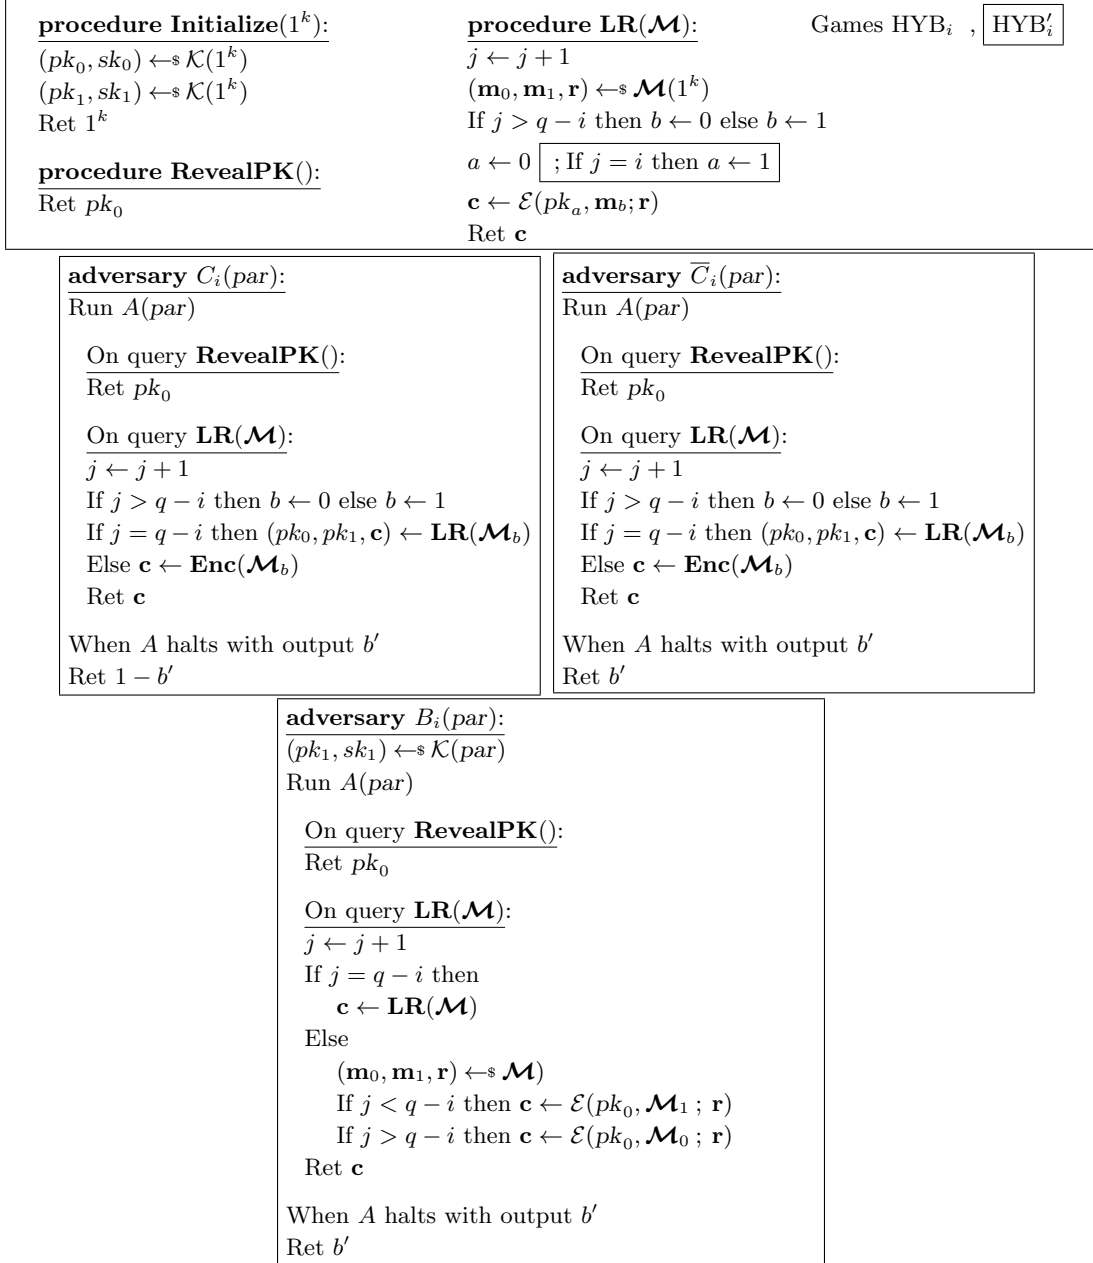 procedure Initialize(1^k):
(pk_0, sk_0) ←$ 𝒦(1^k)
(pk_1, sk_1) ←$ 𝒦(1^k)
Ret 1^k
procedure RevealPK():
Ret pk_0
procedure LR(𝓜):
j ← j + 1
(m_0, m_1, r) ←$ 𝓜(1^k)
If j > q − i then b ← 0 else b ← 1
a ← 0 ; If j = i then a ← 1
c ← ℰ(pk_a, m_b; r)
Ret c
Games HYB_i , HYB′_i
adversary C_i(par):
Run A(par)
On query RevealPK():
Ret pk_0
On query LR(𝓜):
j ← j + 1
If j > q − i then b ← 0 else b ← 1
If j = q − i then (pk_0, pk_1, c) ← LR(𝓜_b)
Else c ← Enc(𝓜_b)
Ret c
When A halts with output b′
Ret 1 − b′
adversary C̅_i(par):
Run A(par)
On query RevealPK():
Ret pk_0
On query LR(𝓜):
j ← j + 1
If j > q − i then b ← 0 else b ← 1
If j = q − i then (pk_0, pk_1, c) ← LR(𝓜_b)
Else c ← Enc(𝓜_b)
Ret c
When A halts with output b′
Ret b′
adversary B_i(par):
(pk_1, sk_1) ←$ 𝒦(par)
Run A(par)
On query RevealPK():
Ret pk_0
On query LR(𝓜):
j ← j + 1
If j = q − i then
c ← LR(𝓜)
Else
(m_0, m_1, r) ←$ 𝓜)
If j < q − i then c ← ℰ(pk_0, 𝓜_1 ; r)
If j > q − i then c ← ℰ(pk_0, 𝓜_0 ; r)
Ret c
When A halts with output b′
Ret b′